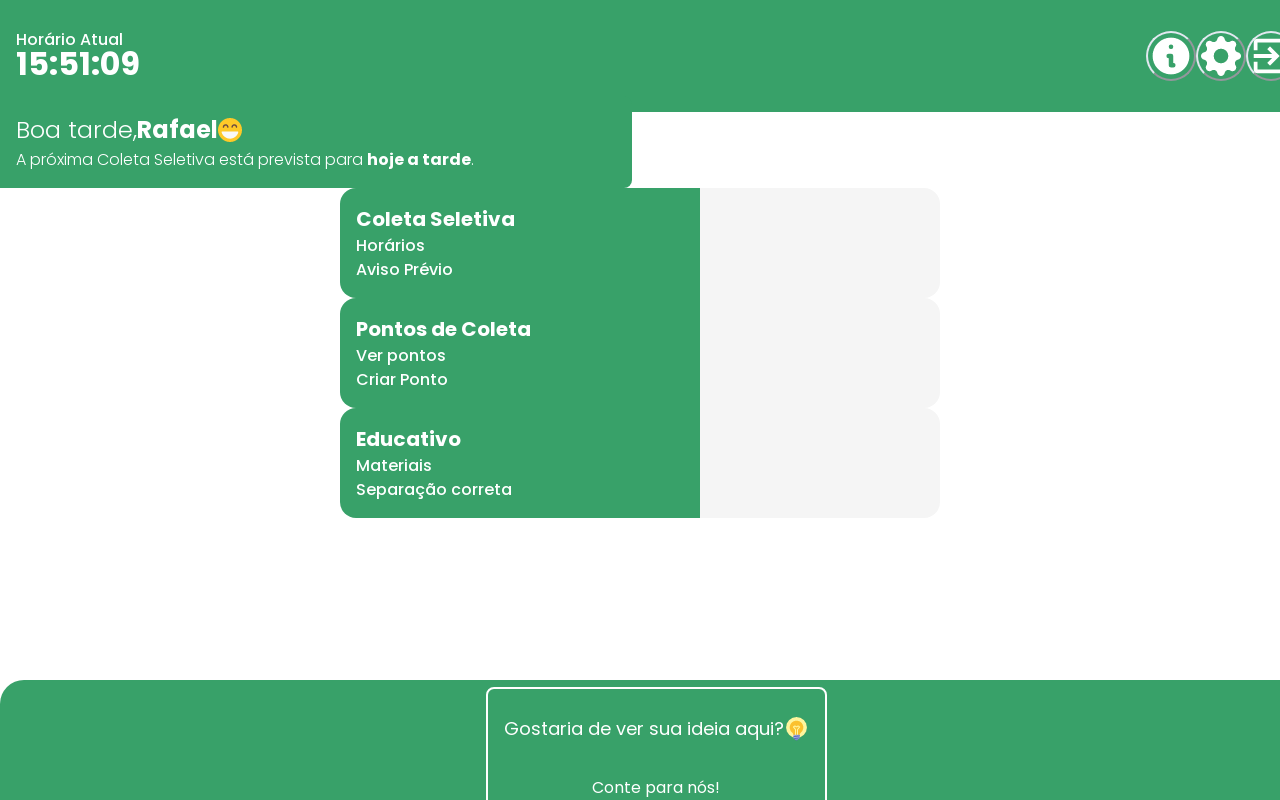 Horário Atual
15:51:09
Boa tarde,Rafael
A próxima Coleta Seletiva está prevista para hoje a tarde.
Coleta Seletiva
Horários
Aviso Prévio
Pontos de Coleta
Ver pontos
Criar Ponto
Educativo
Materiais
Separação correta
Gostaria de ver sua ideia aqui?
Conte para nós!